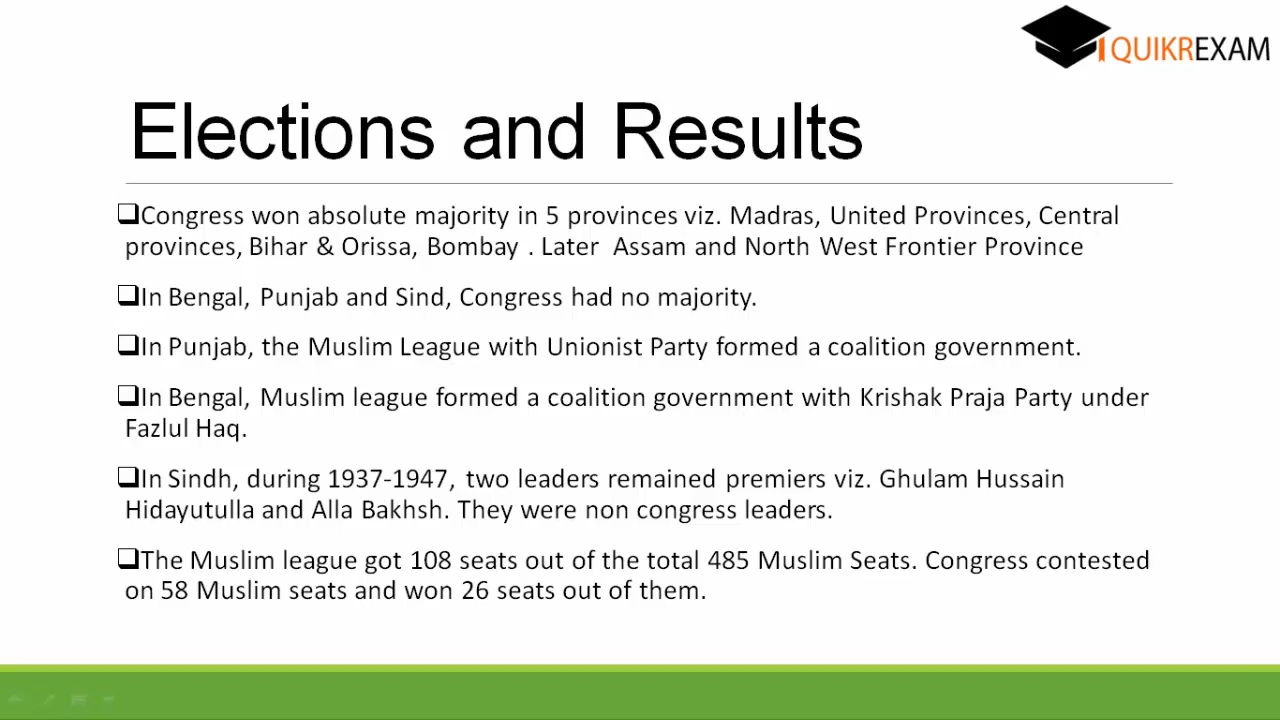 QUIKREXAM
Elections and Results
❑Congress won absolute majority in 5 provinces viz. Madras, United Provinces, Central
provinces, Bihar & Orissa, Bombay . Later Assam and North West Frontier Province
❑In Bengal, Punjab and Sind, Congress had no majority.
❑In Punjab, the Muslim League with Unionist Party formed a coalition government.
❑In Bengal, Muslim league formed a coalition government with Krishak Praja Party under
Fazlul Haq.
❑In Sindh, during 1937-1947, two leaders remained premiers viz. Ghulam Hussain
Hidayutulla and Alla Bakhsh. They were non congress leaders.
❑The Muslim league got 108 seats out of the total 485 Muslim Seats. Congress contested
on 58 Muslim seats and won 26 seats out of them.